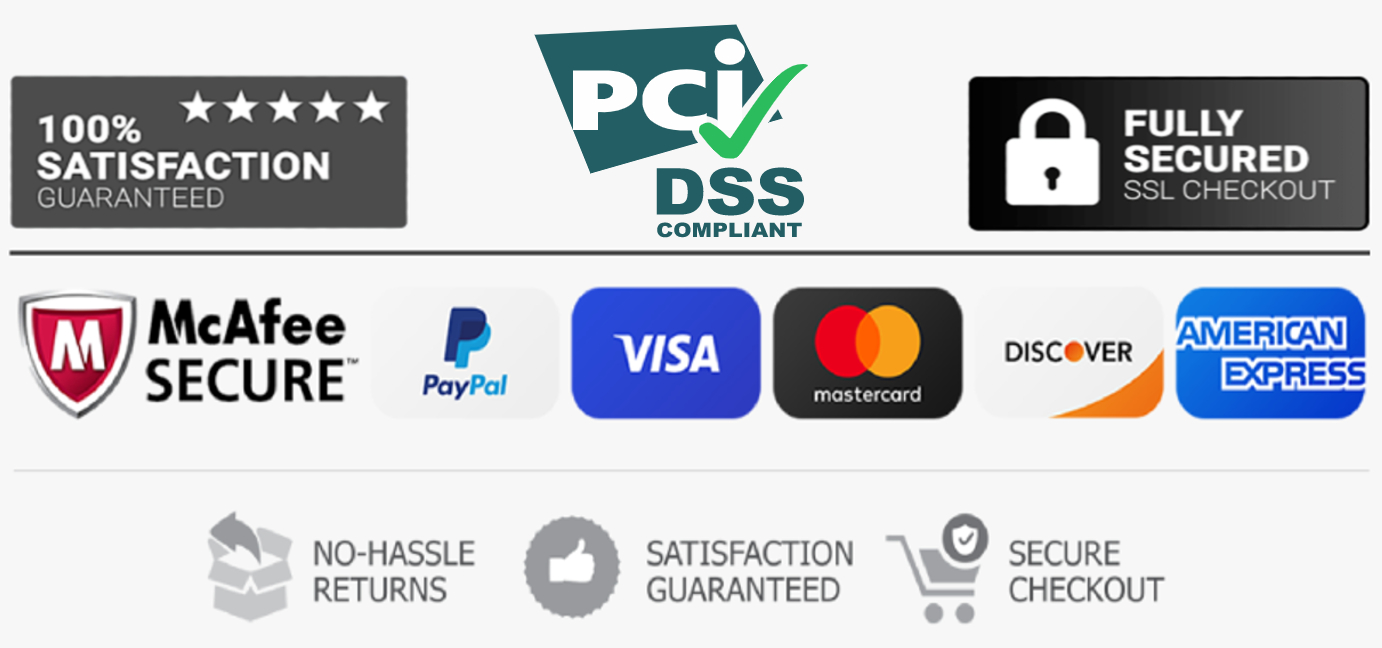 100%
SATISFACTION
GUARANTEED
PCi
DSS
COMPLIANT
FULLY
SECURED
SSL CHECKOUT
M
McAfee
SECURE™
PayPal
VISA
mastercard
DISCOVER
AMERICAN
EXPRESS
NO-HASSLE
RETURNS
SATISFACTION
GUARANTEED
SECURE
CHECKOUT